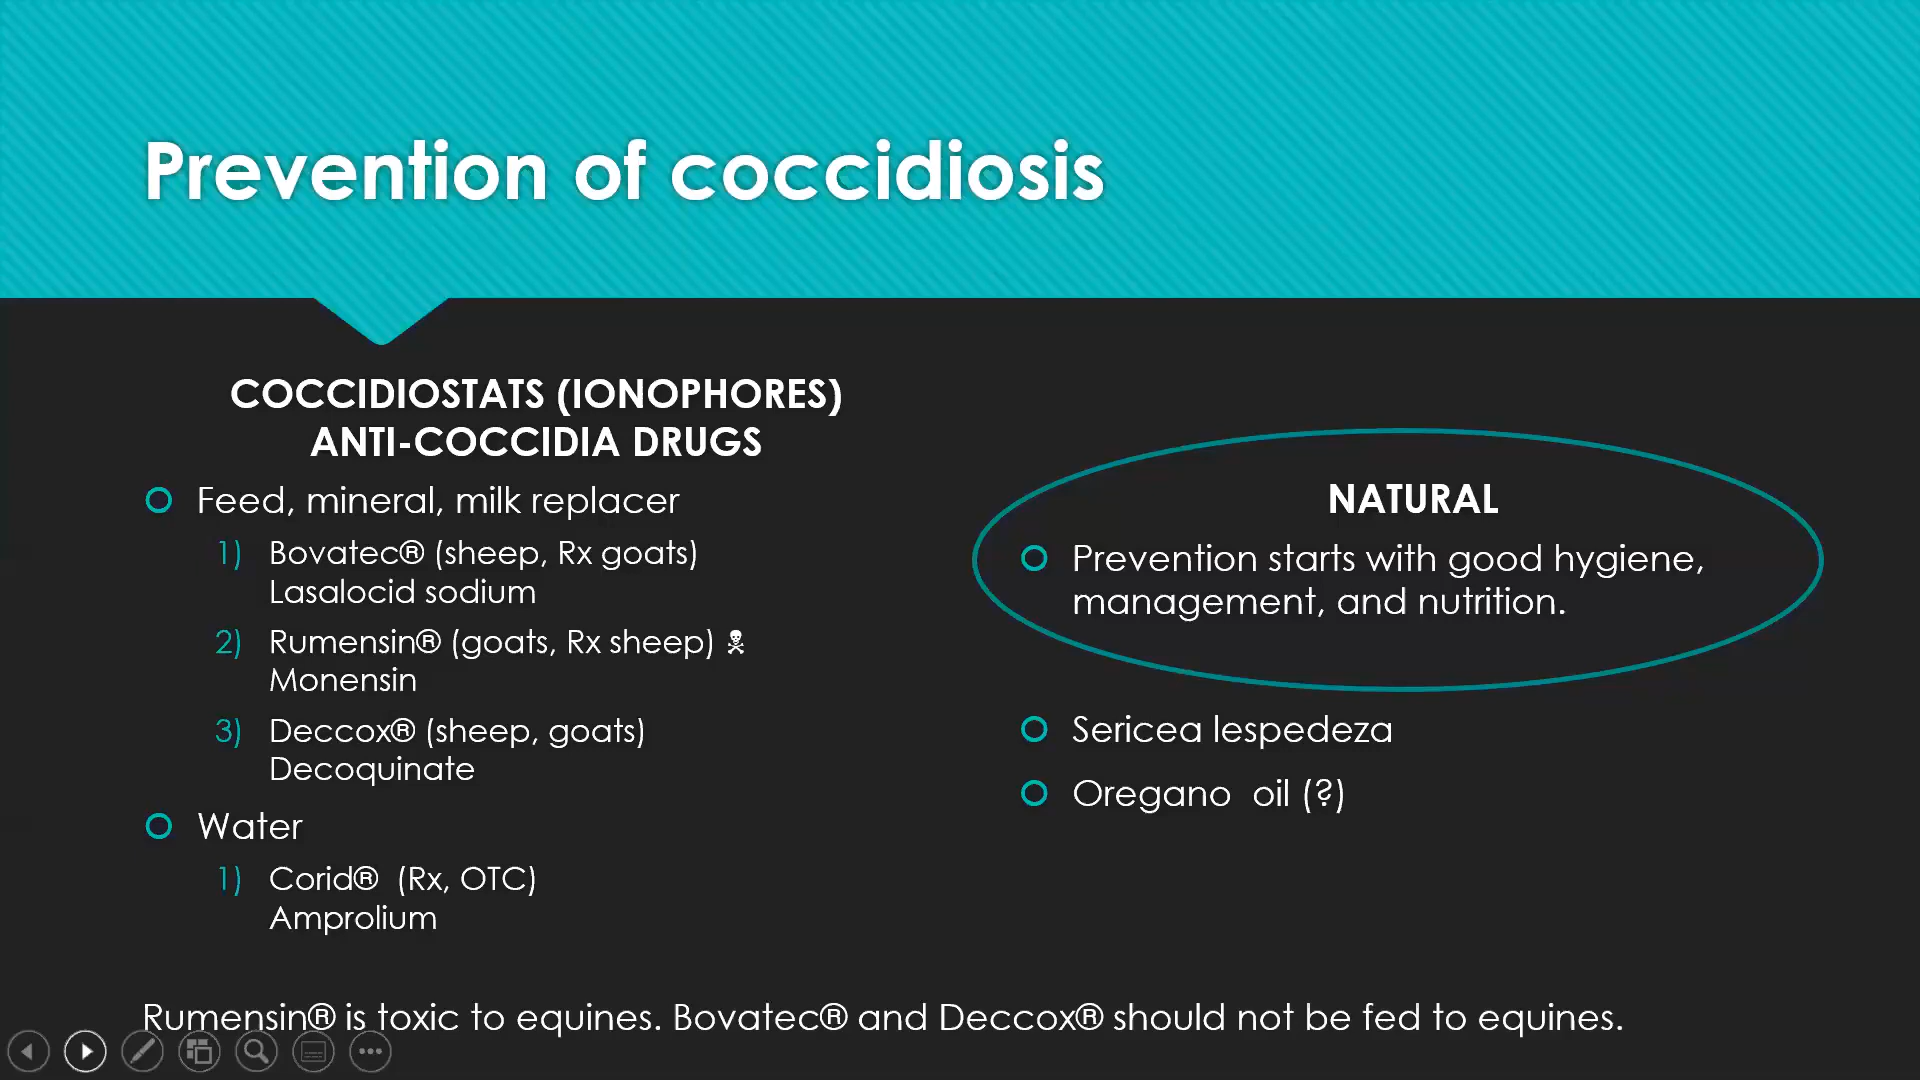 Prevention of coccidiosis
COCCIDIOSTATS (IONOPHORES)
ANTI-COCCIDIA DRUGS
Feed, mineral, milk replacer
1) Bovatec® (sheep, Rx goats)
Lasalocid sodium
2) Rumensin® (goats, Rx sheep) ☠
Monensin
3) Deccox® (sheep, goats)
Decoquinate
Water
1) Corid® (Rx, OTC)
Amprolium
NATURAL
Prevention starts with good hygiene,
management, and nutrition.
Sericea lespedeza
Oregano oil (?)
Rumensin® is toxic to equines. Bovatec® and Deccox® should not be fed to equines.